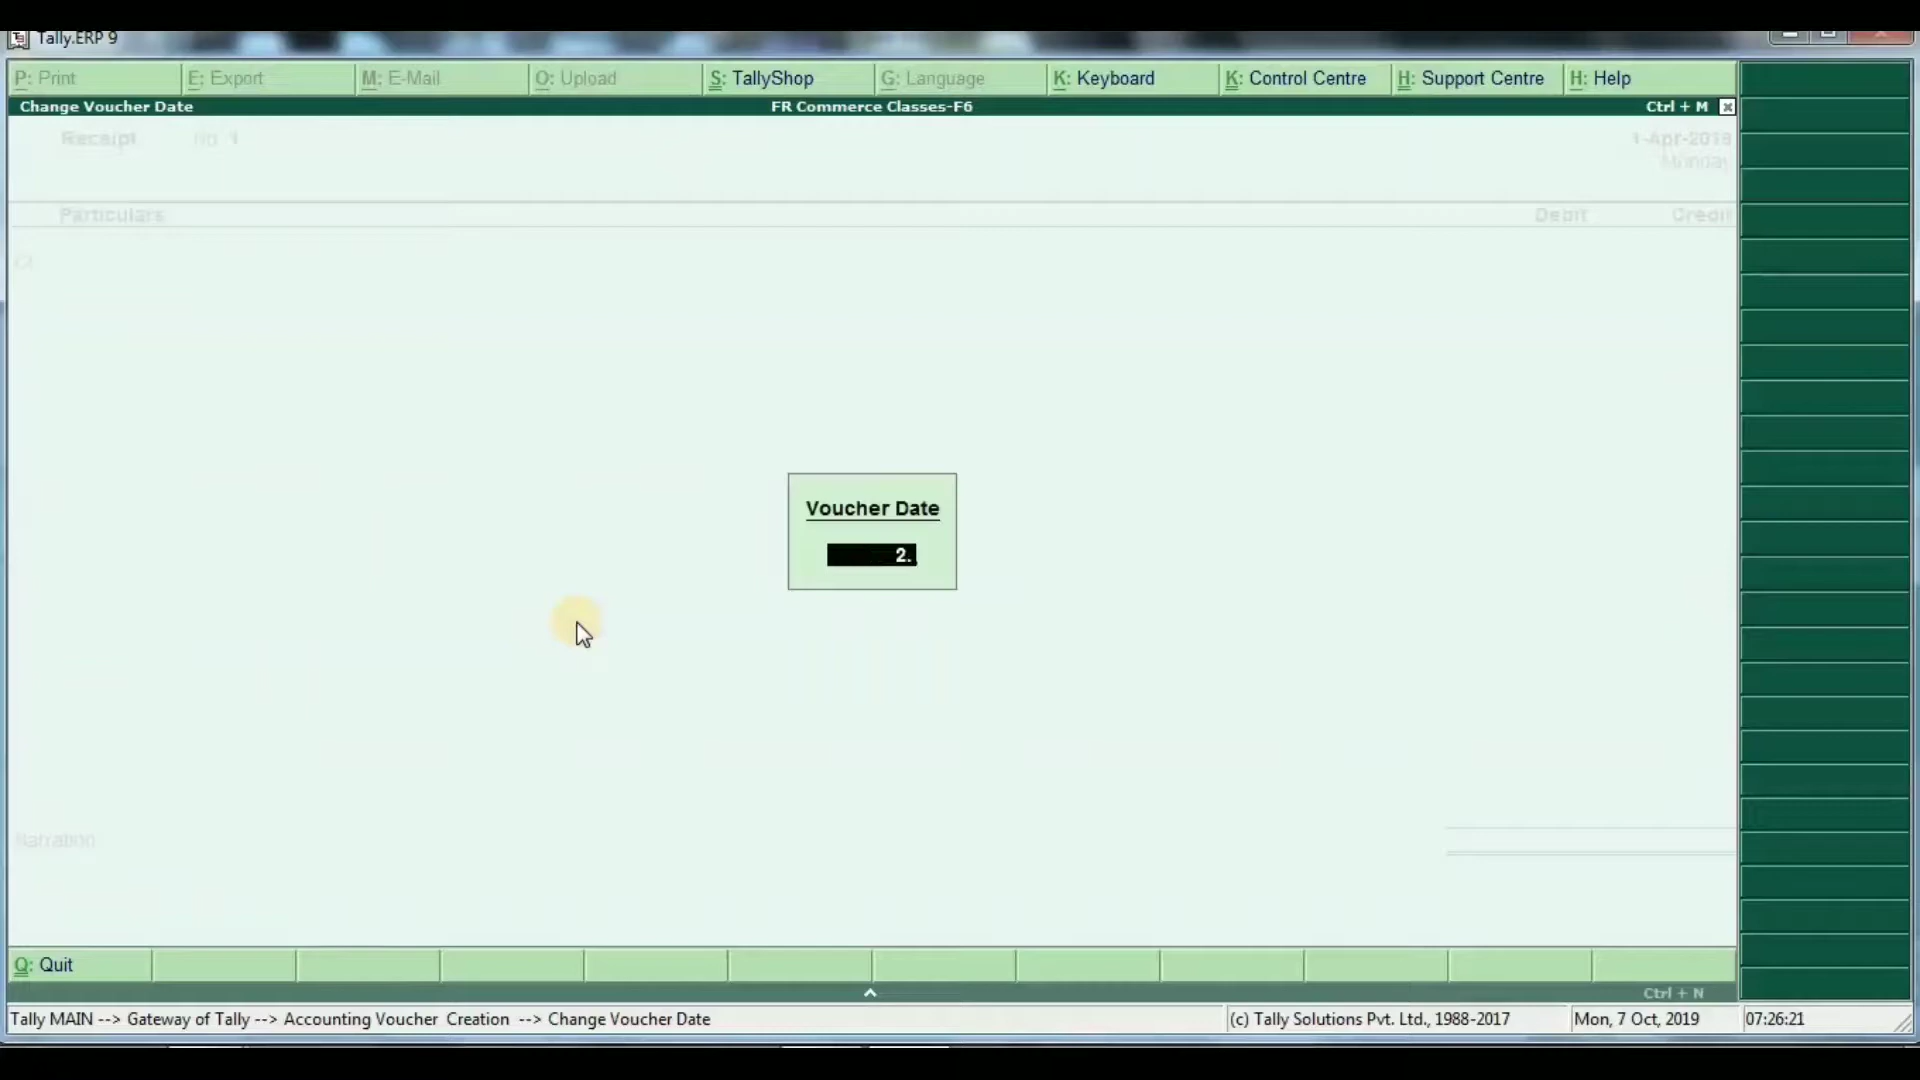 Tally.ERP 9
P: Print E: Export M: E-Mail O: Upload S: TallyShop G: Language K: Keyboard K: Control Centre H: Support Centre H: Help
Change Voucher Date FR Commerce Classes-F6 Ctrl + M
Receipt No. 1 1-Apr-2018
Monday
Particulars Debit Credit
Cr
Voucher Date
2.
Narration
Q: Quit
Ctrl + N
Tally MAIN --> Gateway of Tally --> Accounting Voucher Creation --> Change Voucher Date (c) Tally Solutions Pvt. Ltd., 1988-2017 Mon, 7 Oct, 2019 07:26:21